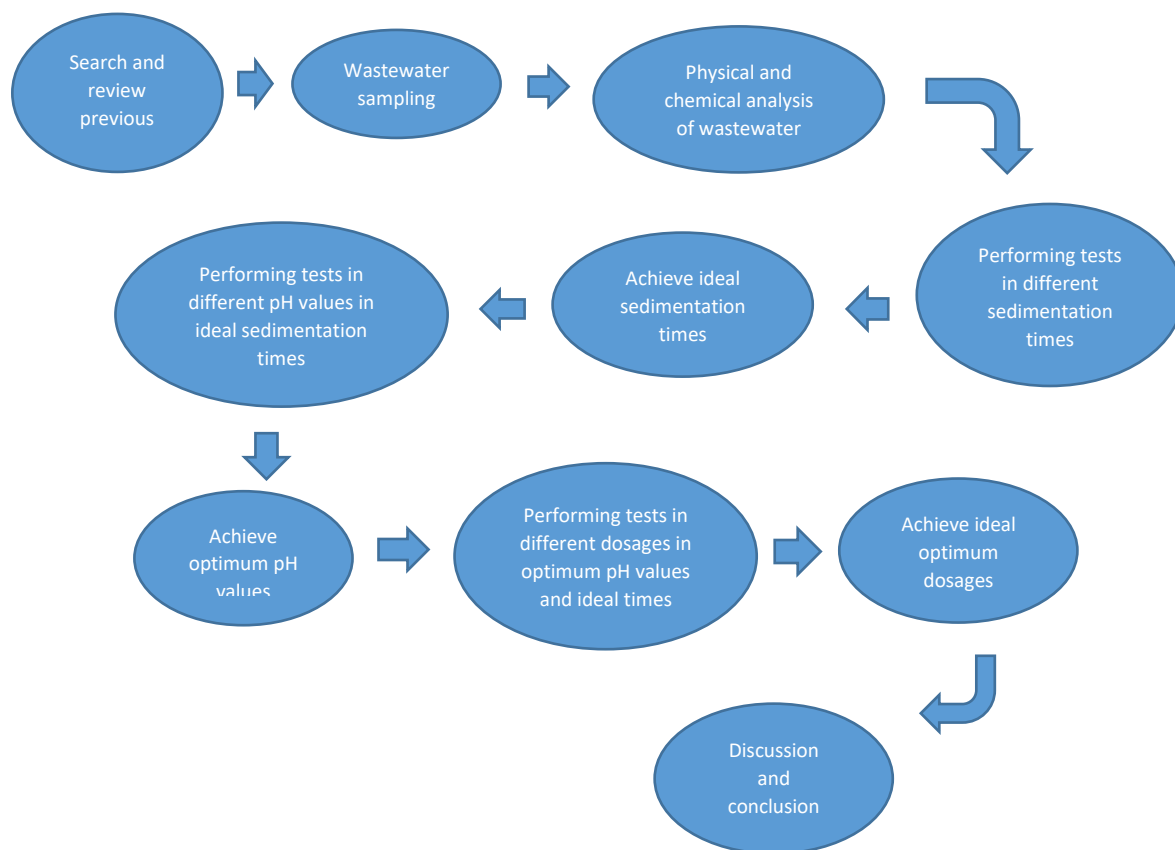 Search and
review
previous
Wastewater
sampling
Physical and
chemical analysis
of wastewater
Performing tests
in different
sedimentation
times
Achieve ideal
sedimentation
times
Performing tests in
different pH values in
ideal sedimentation
times
Achieve
optimum pH
values
Performing tests in
different dosages in
optimum pH values
and ideal times
Achieve ideal
optimum
dosages
Discussion
and
conclusion